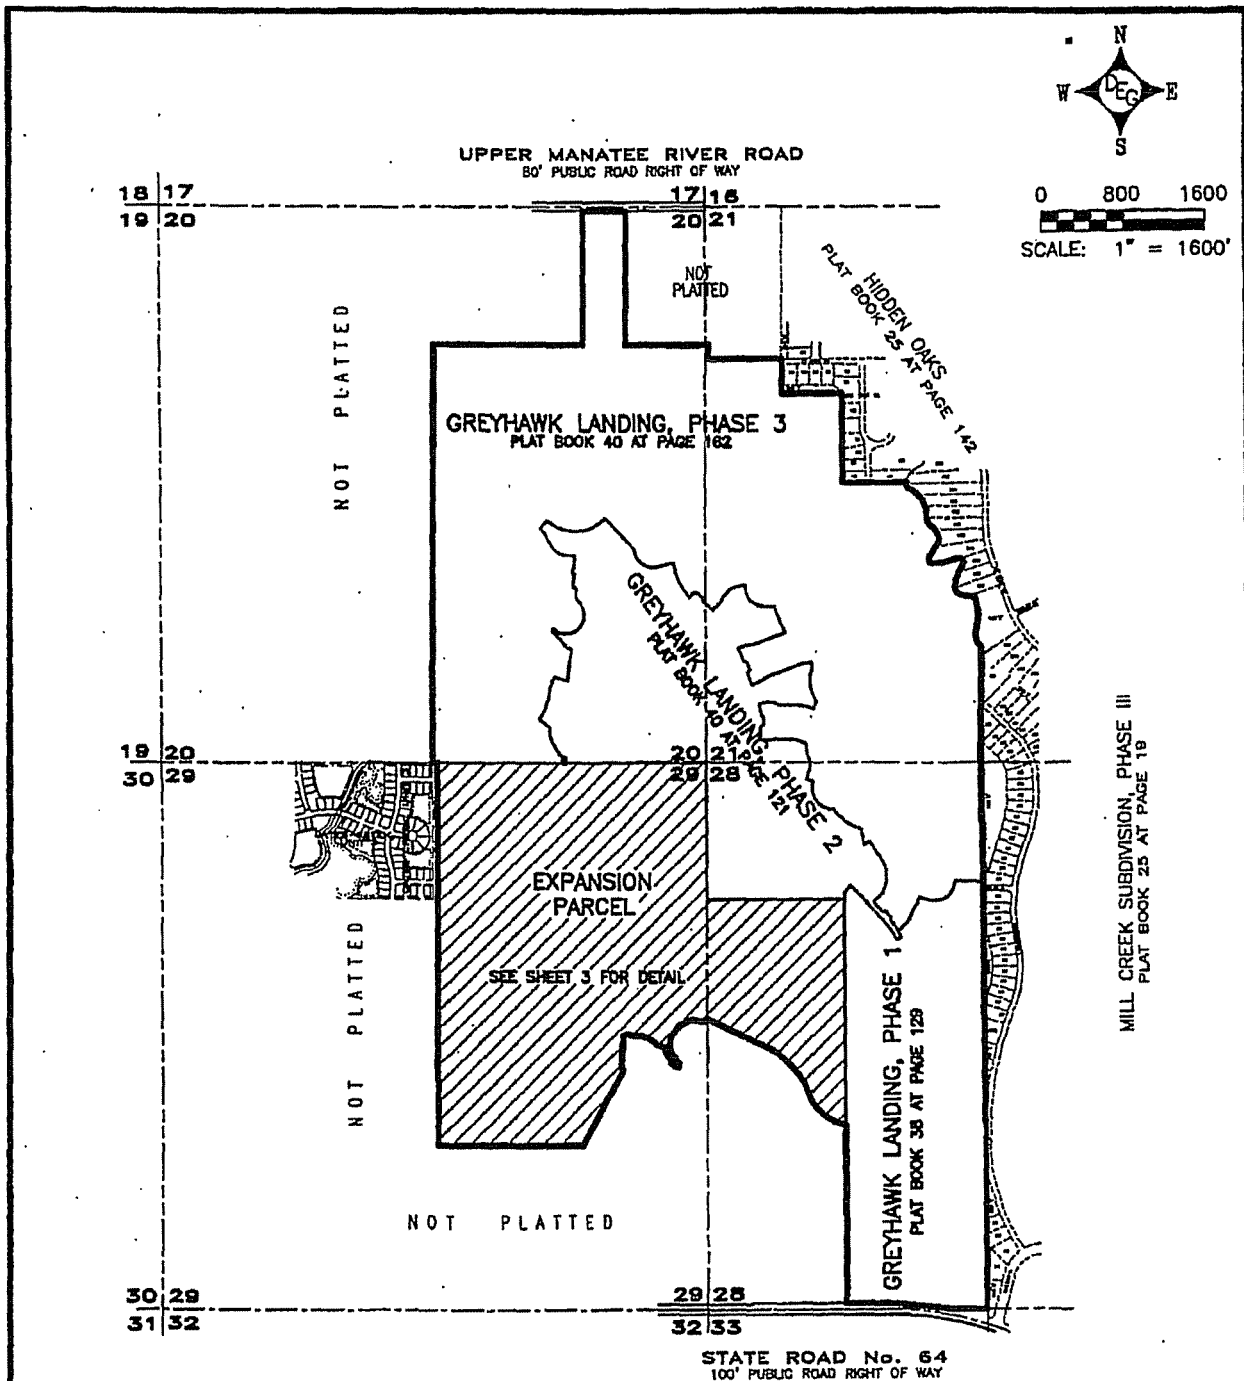 N
W DEG E
S
0 800 1600
SCALE: 1" = 1600'
UPPER MANATEE RIVER ROAD
80' PUBLIC ROAD RIGHT OF WAY
18 17
19 20
17 16
20 21
NOT
PLATTED
HIDDEN OAKS
PLAT BOOK 25 AT PAGE 142
NOT PLATTED
GREYHAWK LANDING, PHASE 3
PLAT BOOK 40 AT PAGE 162
GREYHAWK LANDING, PHASE 2
PLAT BOOK 40 AT PAGE 121
MILL CREEK SUBDIVISION, PHASE III
PLAT BOOK 25 AT PAGE 19
19 20
30 29
20 21
29 28
EXPANSION
PARCEL
SEE SHEET 3 FOR DETAIL
NOT PLATTED
GREYHAWK LANDING, PHASE 1
PLAT BOOK 38 AT PAGE 129
NOT PLATTED
30 29
31 32
29 28
32 33
STATE ROAD No. 64
100' PUBLIC ROAD RIGHT OF WAY